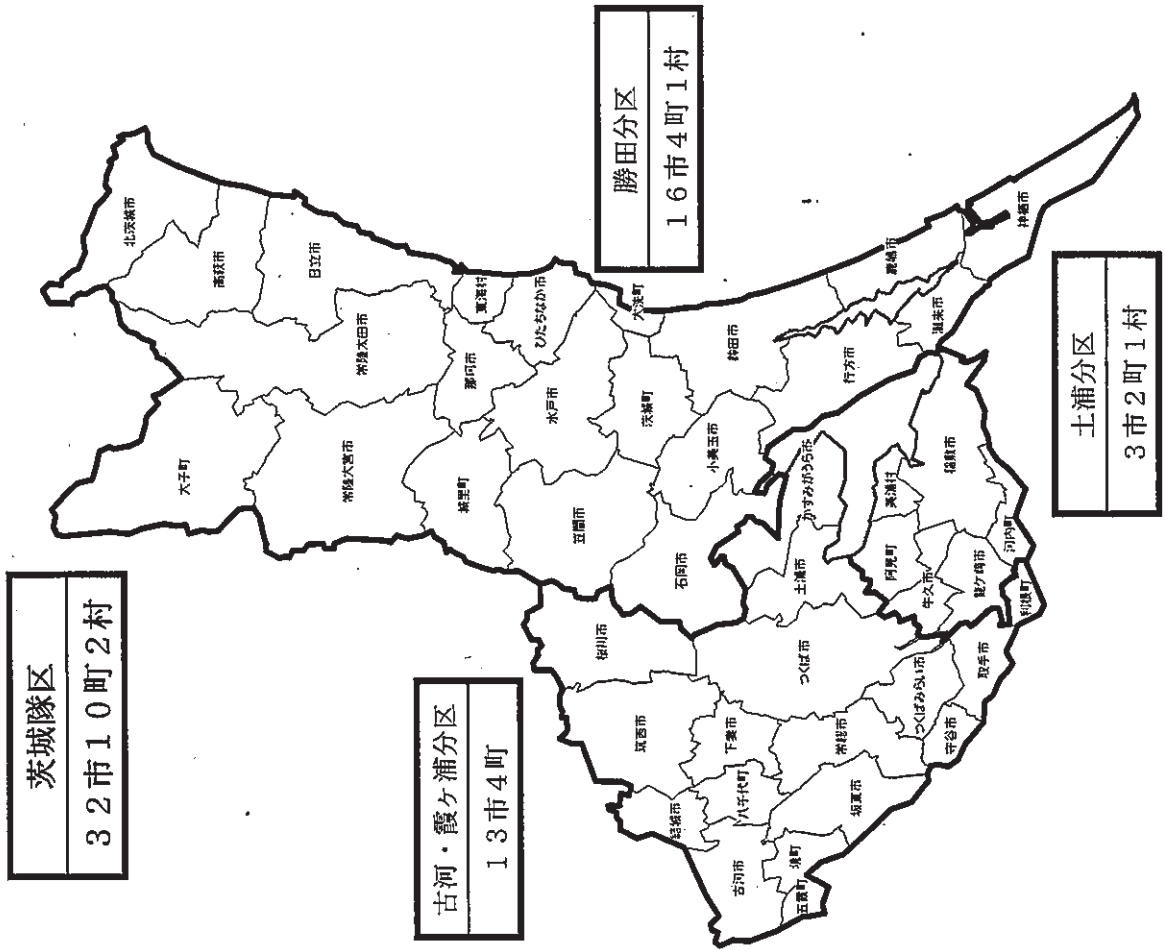 茨城隊区
32市10町2村
古河・霞ヶ浦分区
13市4町
勝田分区
16市4町1村
土浦分区
3市2町1村
北茨城市
高萩市
日立市
大子町
常陸太田市
常陸大宮市
東海村
那珂市
ひたちなか市
城里町
水戸市
大洗町
笠間市
茨城町
鉾田市
小美玉市
石岡市
行方市
鹿嶋市
潮来市
神栖市
かすみがうら市
土浦市
美浦村
阿見町
稲敷市
牛久市
龍ケ崎市
河内町
利根町
桜川市
筑西市
つくば市
下妻市
結城市
八千代町
常総市
つくばみらい市
取手市
守谷市
坂東市
古河市
境町
五霞町